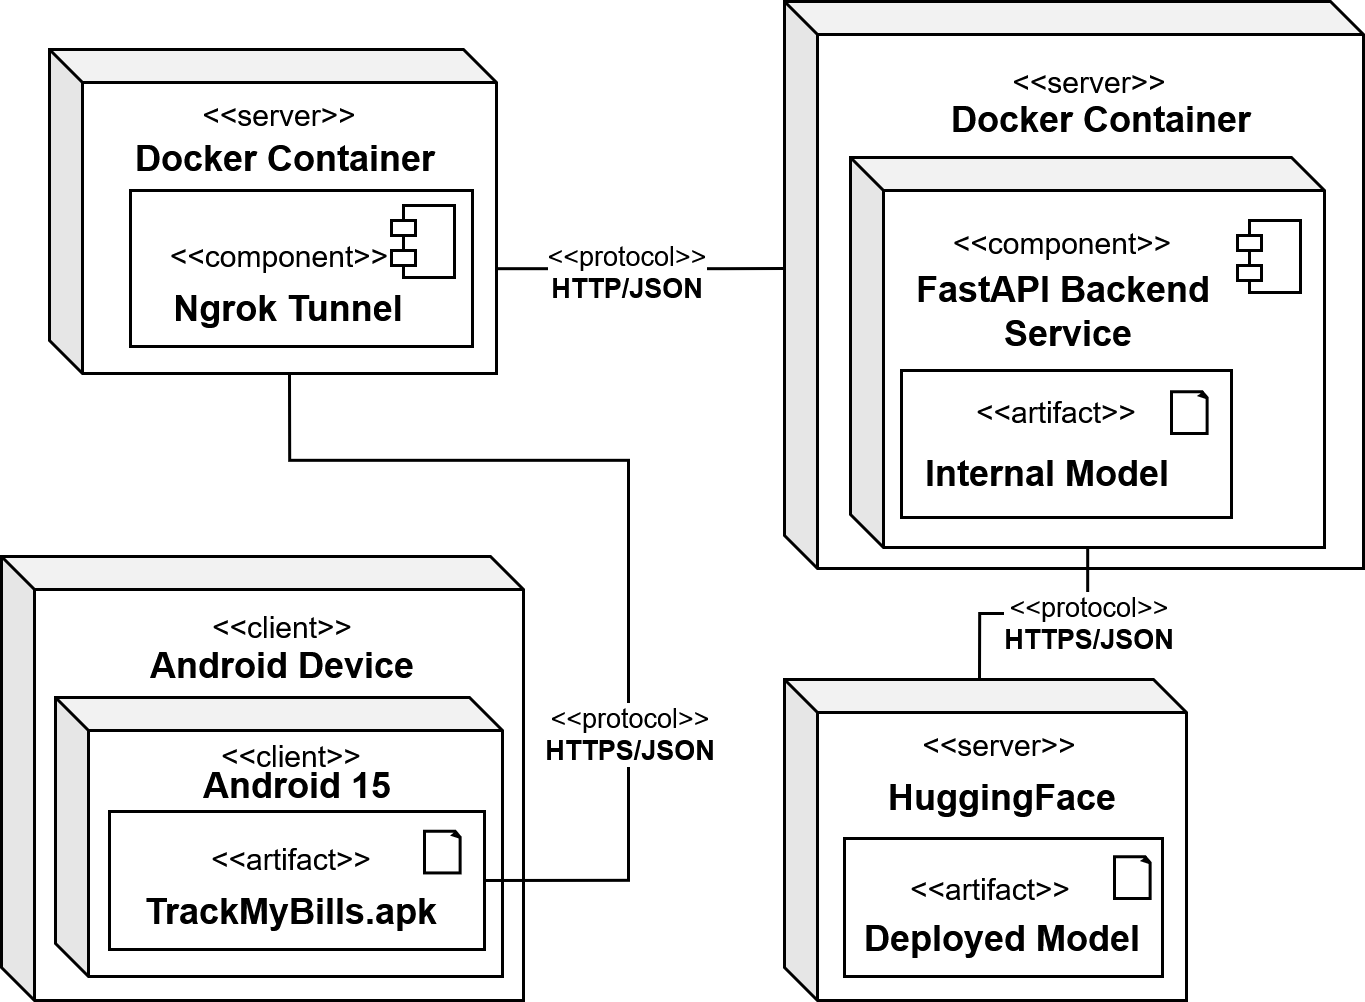 <<server>>
Docker Container
<<component>>
Ngrok Tunnel
<<protocol>>
HTTP/JSON
<<server>>
Docker Container
<<component>>
FastAPI Backend
Service
<<artifact>>
Internal Model
<<client>>
Android Device
<<client>>
Android 15
<<artifact>>
TrackMyBills.apk
<<protocol>>
HTTPS/JSON
<<protocol>>
HTTPS/JSON
<<server>>
HuggingFace
<<artifact>>
Deployed Model